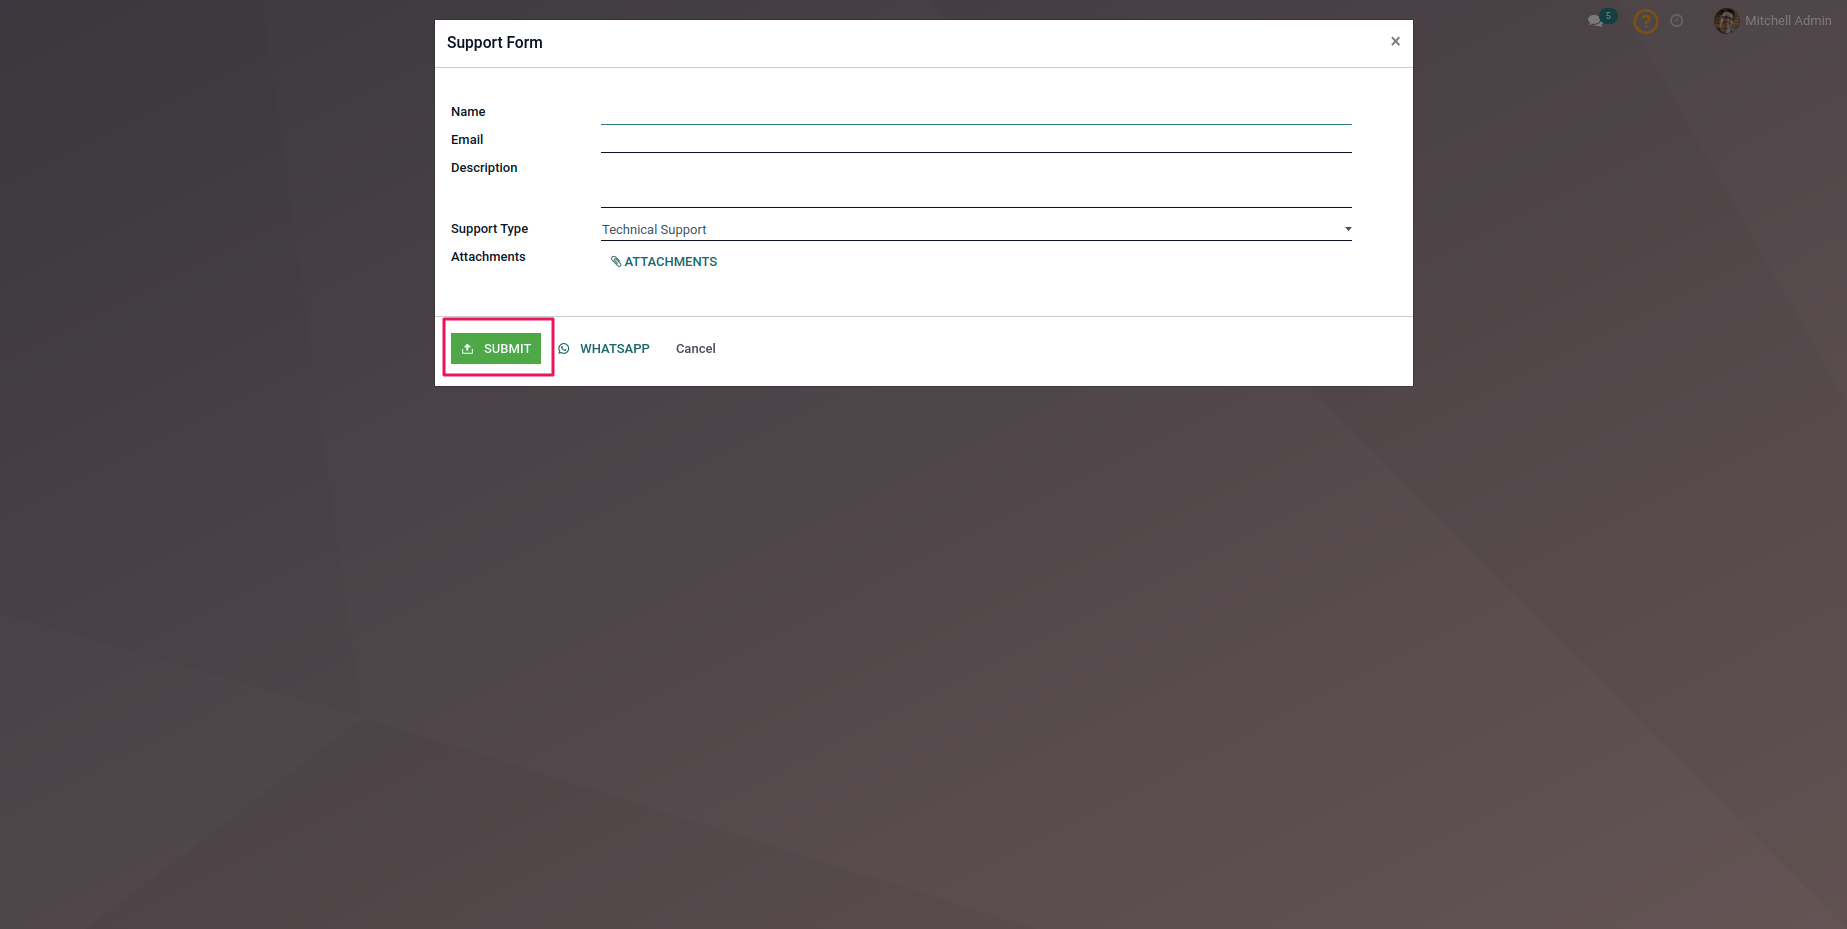 5
?
Mitchell Admin
Support Form
×
Name
Email
Description
Support Type
Technical Support
Attachments
ATTACHMENTS
SUBMIT
WHATSAPP
Cancel